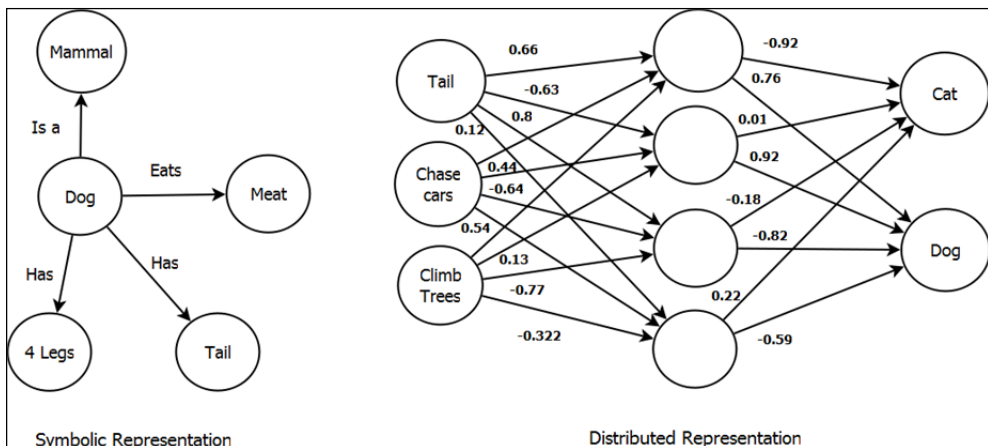 Mammal
Is a
Dog
Eats
Meat
Has
Has
4 Legs
Tail
Symbolic Representation
Tail
Chase
cars
Climb
Trees
0.66
-0.63
0.8
0.12
0.44
-0.64
0.54
0.13
-0.77
-0.322
-0.92
0.76
0.01
0.92
-0.18
-0.82
0.22
-0.59
Cat
Dog
Distributed Representation